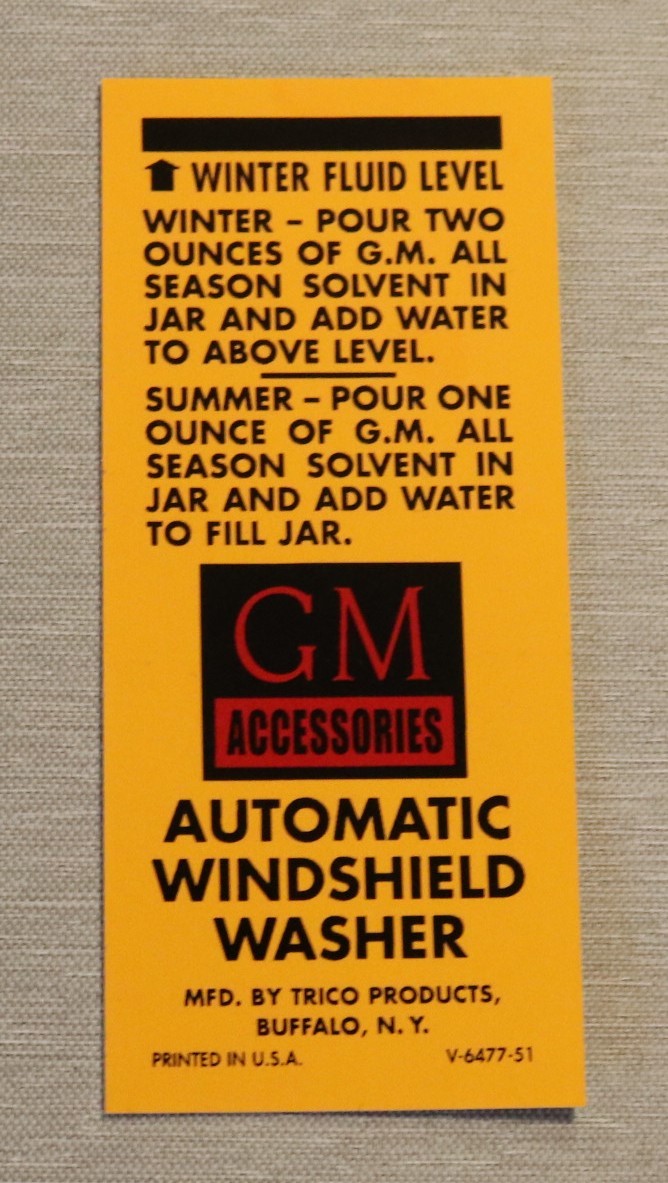 WINTER FLUID LEVEL
WINTER – POUR TWO
OUNCES OF G.M. ALL
SEASON SOLVENT IN
JAR AND ADD WATER
TO ABOVE LEVEL.
SUMMER – POUR ONE
OUNCE OF G.M. ALL
SEASON SOLVENT IN
JAR AND ADD WATER
TO FILL JAR.
GM
ACCESSORIES
AUTOMATIC
WINDSHIELD
WASHER
MFD. BY TRICO PRODUCTS,
BUFFALO, N.Y.
PRINTED IN U.S.A. V-6477-51